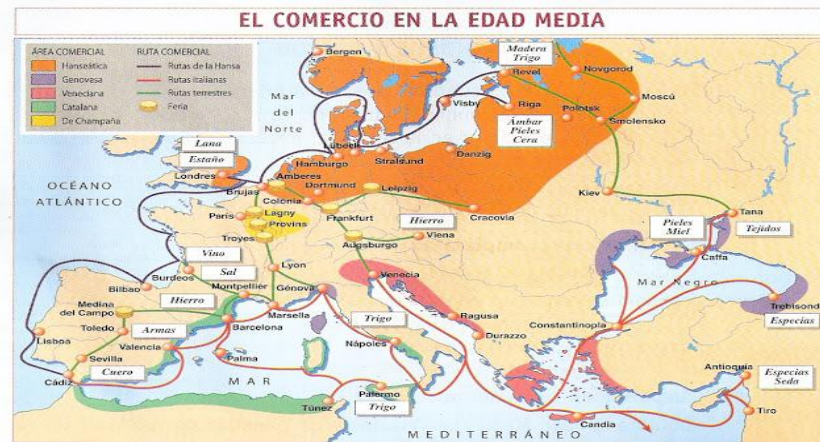 EL COMERCIO EN LA EDAD MEDIA
ÁREA COMERCIAL
Hanseática
Genovesa
Veneciana
Catalana
De Champaña
RUTA COMERCIAL
Rutas de la Hansa
Rutas italianas
Rutas terrestres
Feria
Bergen
Madera
Trigo
Revel
Novgorod
Mar
del
Norte
Visby
Riga
Polotsk
Moscú
Smolensko
Ámbar
Pieles
Cera
Lana
Estaño
Lübeck
Hamburgo
Stralsund
Danzig
Londres
Amberes
Brujas
Dortmund
Leipzig
Colonia
OCÉANO
ATLÁNTICO
París
Lagny
Provins
Troyes
Frankfurt
Hierro
Cracovia
Kiev
Augsburgo
Viena
Tana
Pieles
Miel
Tejidos
Caffa
Vino
Sal
Burdeos
Lyon
Venecia
Mar Negro
Bilbao
Montpellier
Génova
Hierro
Marsella
Trigo
Ragusa
Trebisonda
Medina
del Campo
Toledo
Armas
Barcelona
Durazzo
Constantinopla
Especias
Lisboa
Valencia
Nápoles
Sevilla
Cuero
Palma
Antioquía
Especias
Seda
Cádiz
MAR
Palermo
Túnez
Trigo
Candia
Tiro
MEDITERRÁNEO